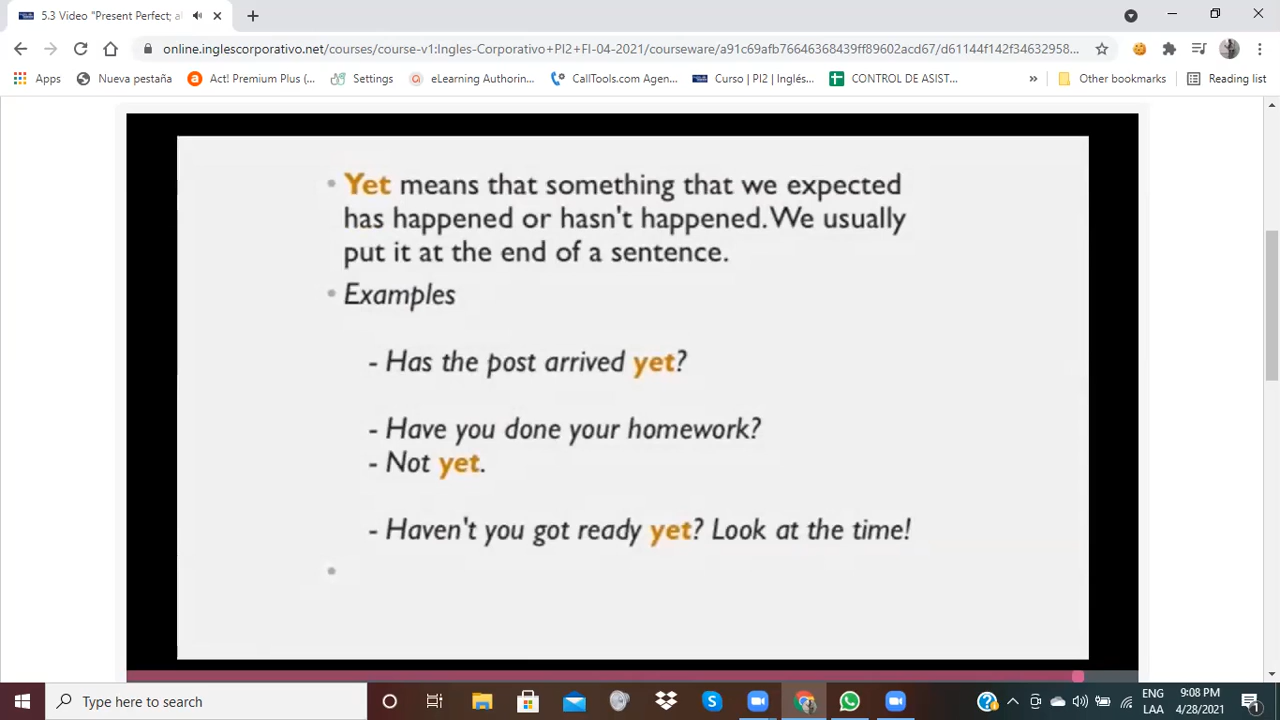 5.3 Video "Present Perfect; al
online.inglescorporativo.net/courses/course-v1:Ingles-Corporativo+PI2+FI-04-2021/courseware/a91c69afb76646368439ff89602acd67/d61144f142f34632958...
Apps Nueva pestaña Act! Premium Plus (... Settings eLearning Authorin... CallTools.com Agen... Curso | PI2 | Inglés... CONTROL DE ASIST... » Other bookmarks Reading list
• Yet means that something that we expected
has happened or hasn't happened. We usually
put it at the end of a sentence.
• Examples
- Has the post arrived yet?
- Have you done your homework?
- Not yet.
- Haven't you got ready yet? Look at the time!
•
Type here to search
ENG 9:08 PM
LAA 4/28/2021